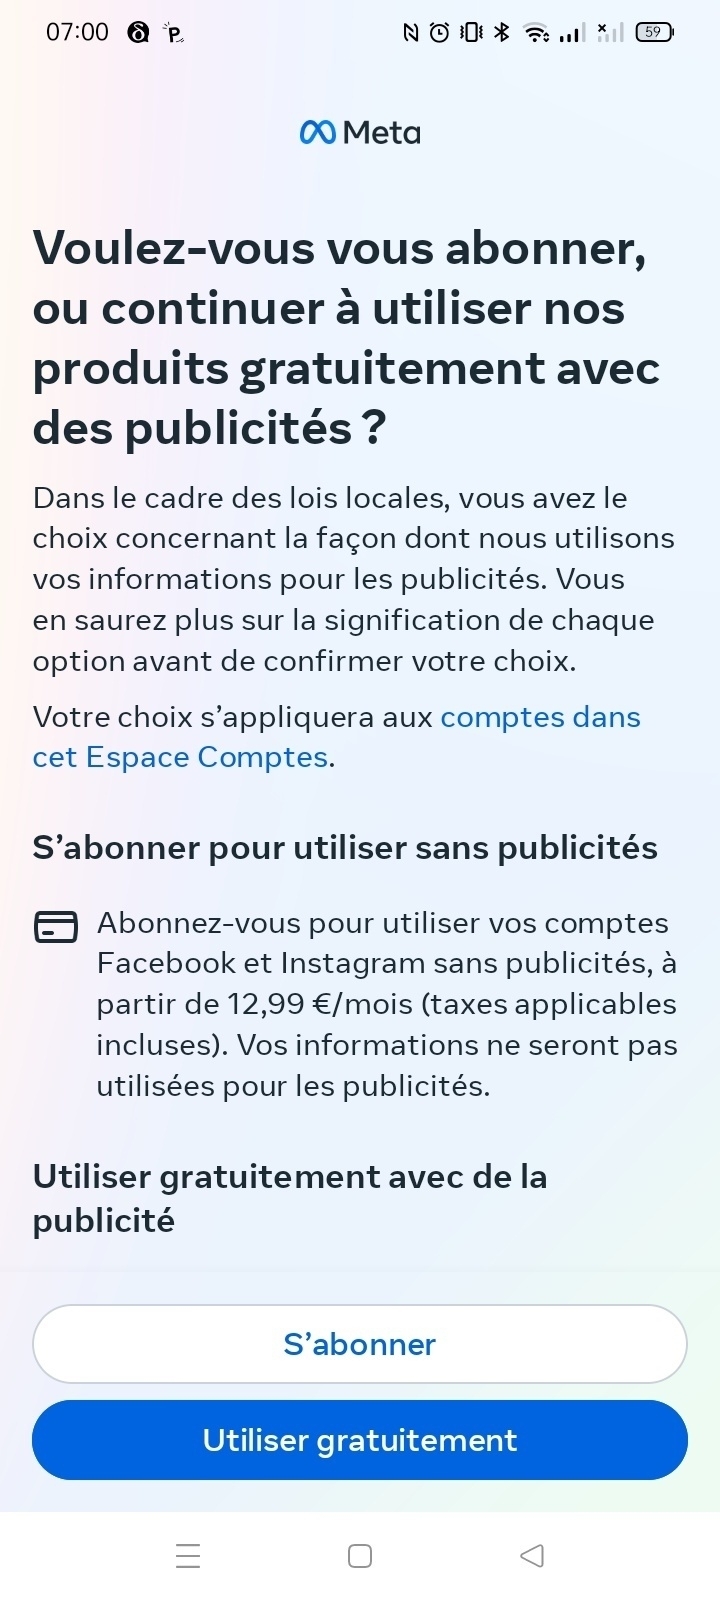 07:00
59
Meta
Voulez-vous vous abonner,
ou continuer à utiliser nos
produits gratuitement avec
des publicités ?
Dans le cadre des lois locales, vous avez le
choix concernant la façon dont nous utilisons
vos informations pour les publicités. Vous
en saurez plus sur la signification de chaque
option avant de confirmer votre choix.
Votre choix s’appliquera aux comptes dans
cet Espace Comptes.
S’abonner pour utiliser sans publicités
Abonnez-vous pour utiliser vos comptes
Facebook et Instagram sans publicités, à
partir de 12,99 €/mois (taxes applicables
incluses). Vos informations ne seront pas
utilisées pour les publicités.
Utiliser gratuitement avec de la
publicité
S’abonner
Utiliser gratuitement